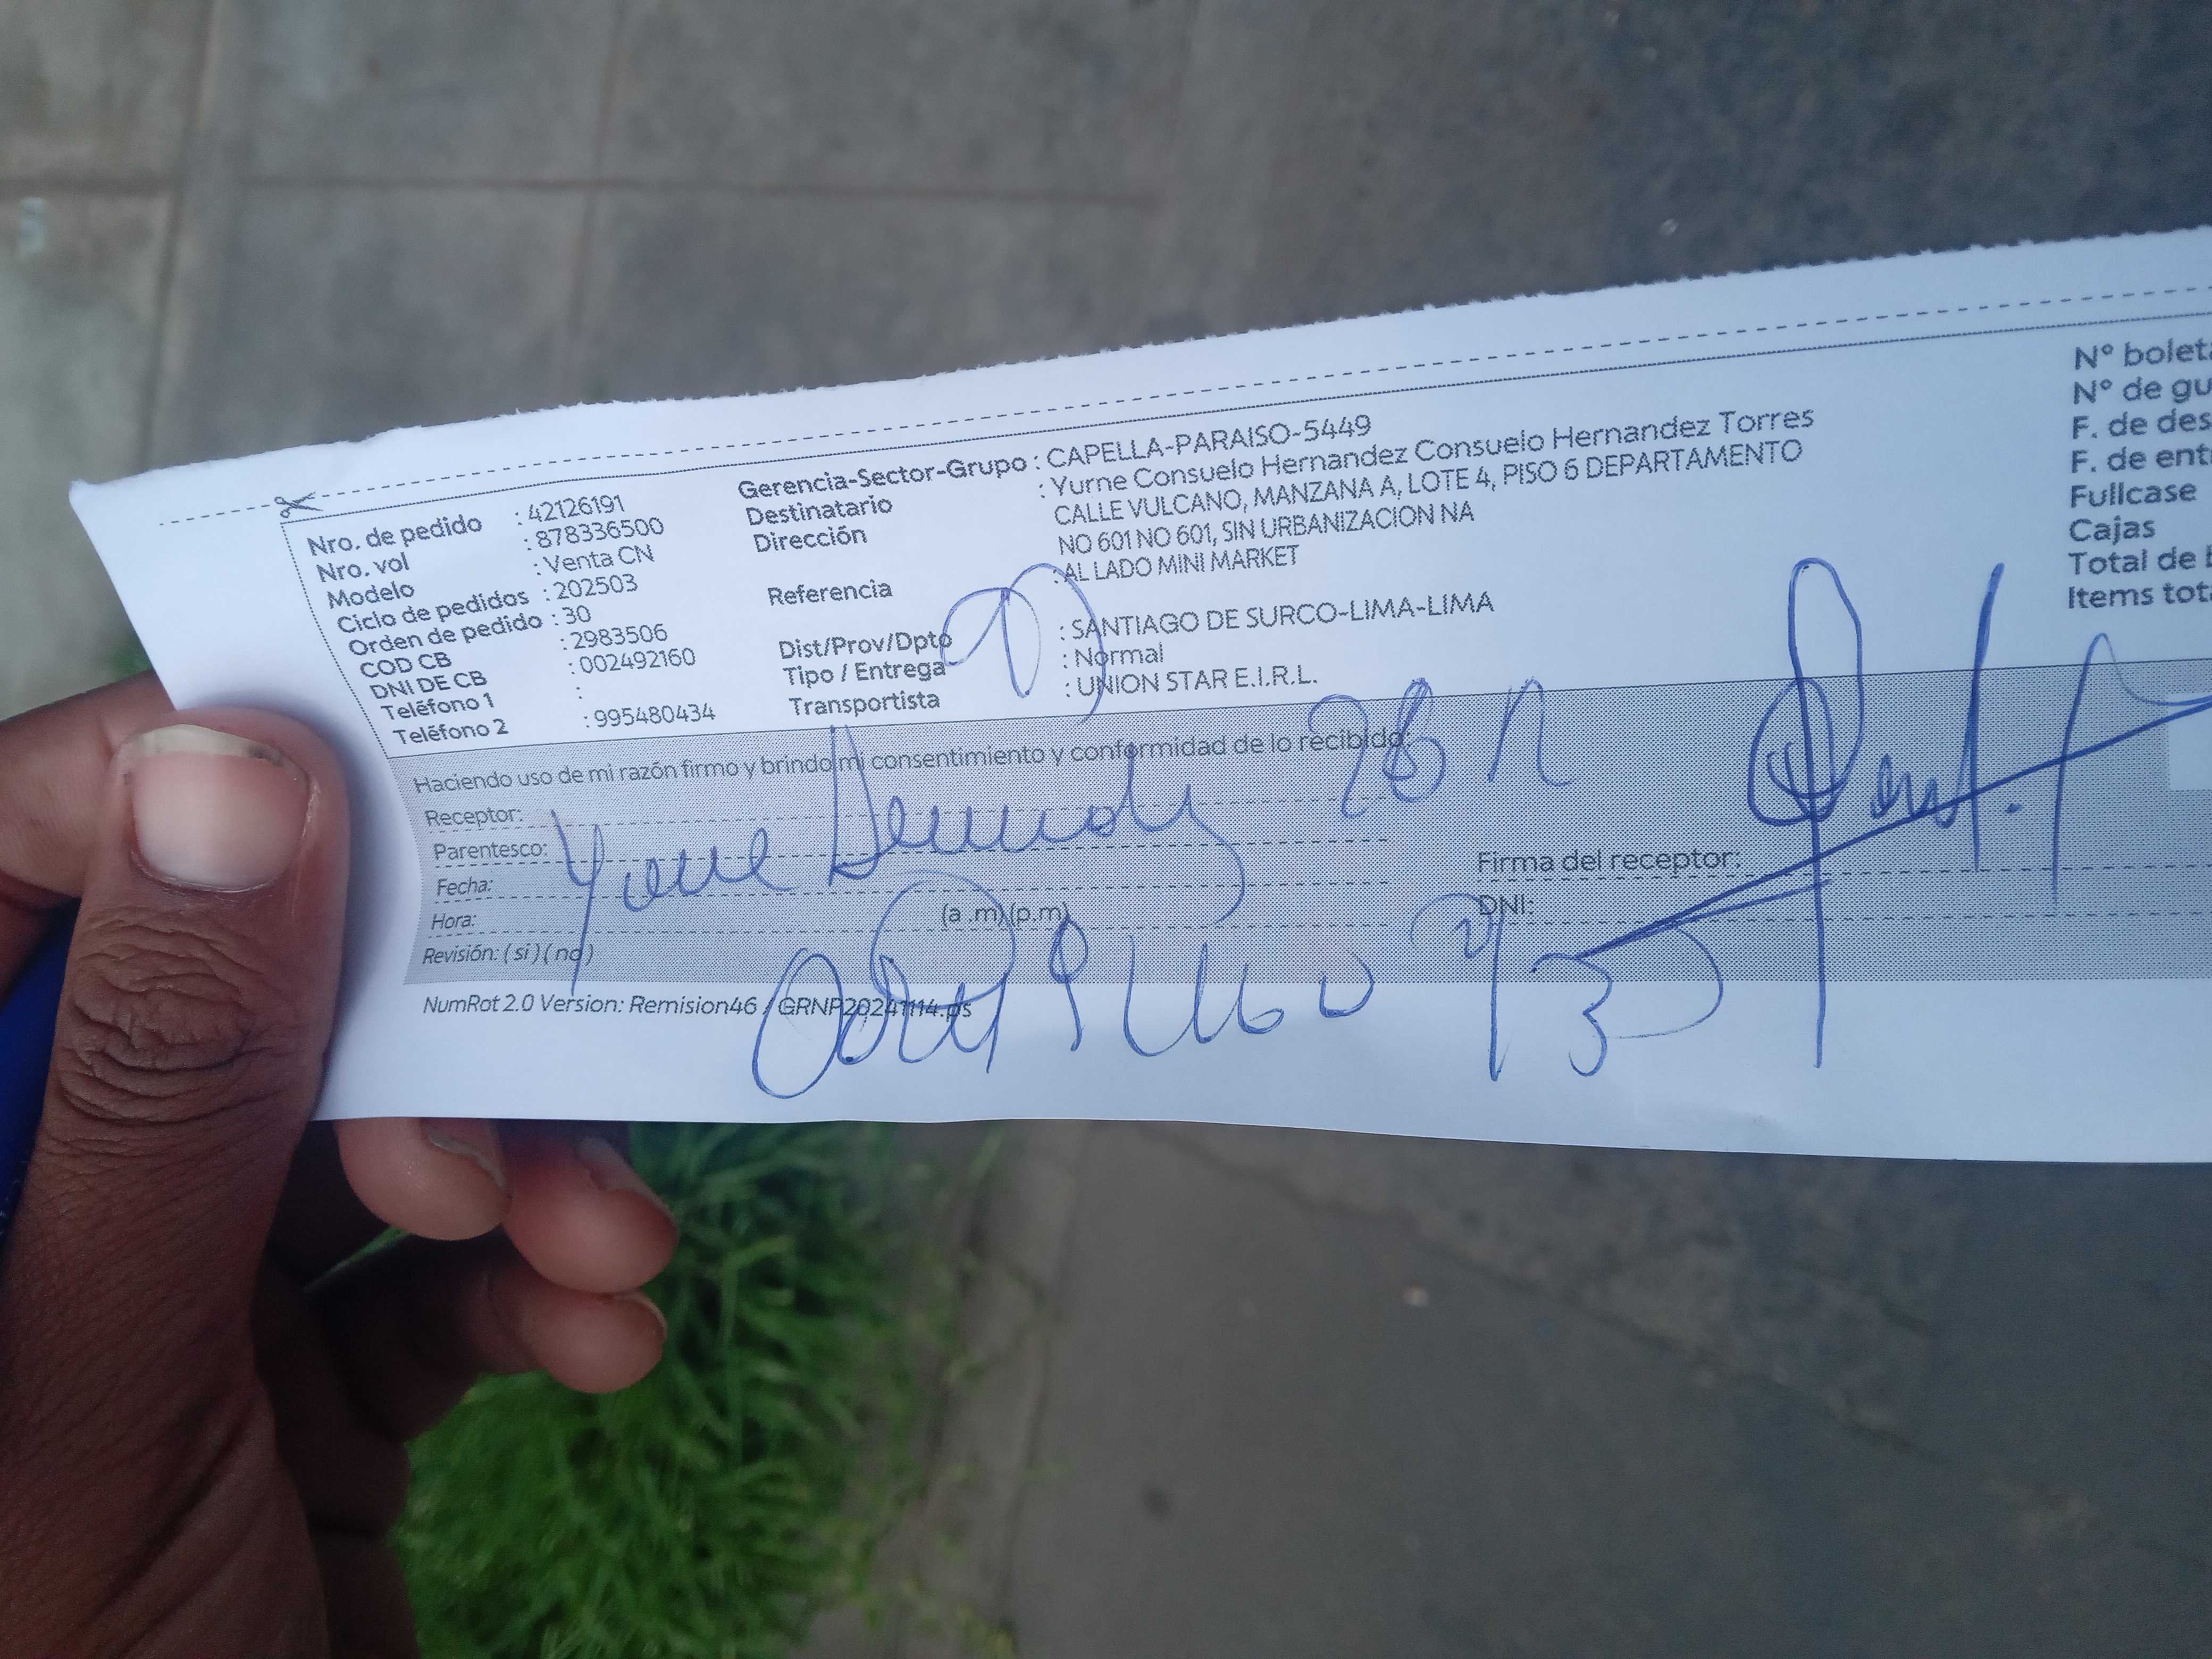 Nro. de pedido : 42126191
Nro. vol : 878336500
Modelo : Venta CN
Ciclo de pedidos : 202503
Orden de pedido : 30
COD CB : 2983506
DNI DE CB : 002492160
Teléfono 1 :
Teléfono 2 : 995480434
Gerencia-Sector-Grupo : CAPELLA-PARAISO-5449
Destinatario : Yurne Consuelo Hernandez Consuelo Hernandez Torres
Dirección CALLE VULCANO, MANZANA A, LOTE 4, PISO 6 DEPARTAMENTO
NO 601 NO 601, SIN URBANIZACION NA
Referencia : AL LADO MINI MARKET
Dist/Prov/Dpto : SANTIAGO DE SURCO-LIMA-LIMA
Tipo / Entrega : Normal
Transportista : UNION STAR E.I.R.L.
N° boleta
N° de gu
F. de des
F. de ent
Fullcase
Cajas
Total de
Items tot
Haciendo uso de mi razón firmo y brindo mi consentimiento y conformidad de lo recibido.
Receptor:
Parentesco:
Fecha:
Hora: (a .m) (p.m)
Revisión: ( si ) ( no )
Firma del receptor:
DNI:
NumRot 2.0 Version: Remision46 / GRNP20241114.ps